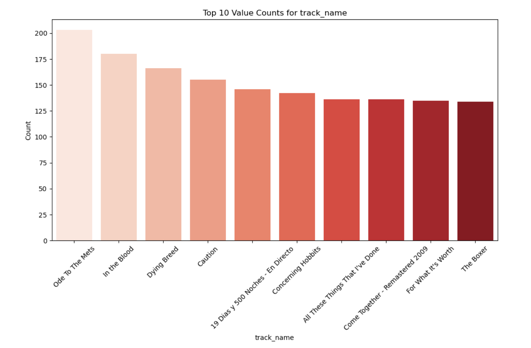 Top 10 Value Counts for track_name
200
175
150
125
100
75
50
25
0
Count
Ode To The Mets
In the Blood
Dying Breed
Caution
19 Dias y 500 Noches - En Directo
Concerning Hobbits
All These Things That I've Done
Come Together - Remastered 2009
For What It's Worth
The Boxer
track_name